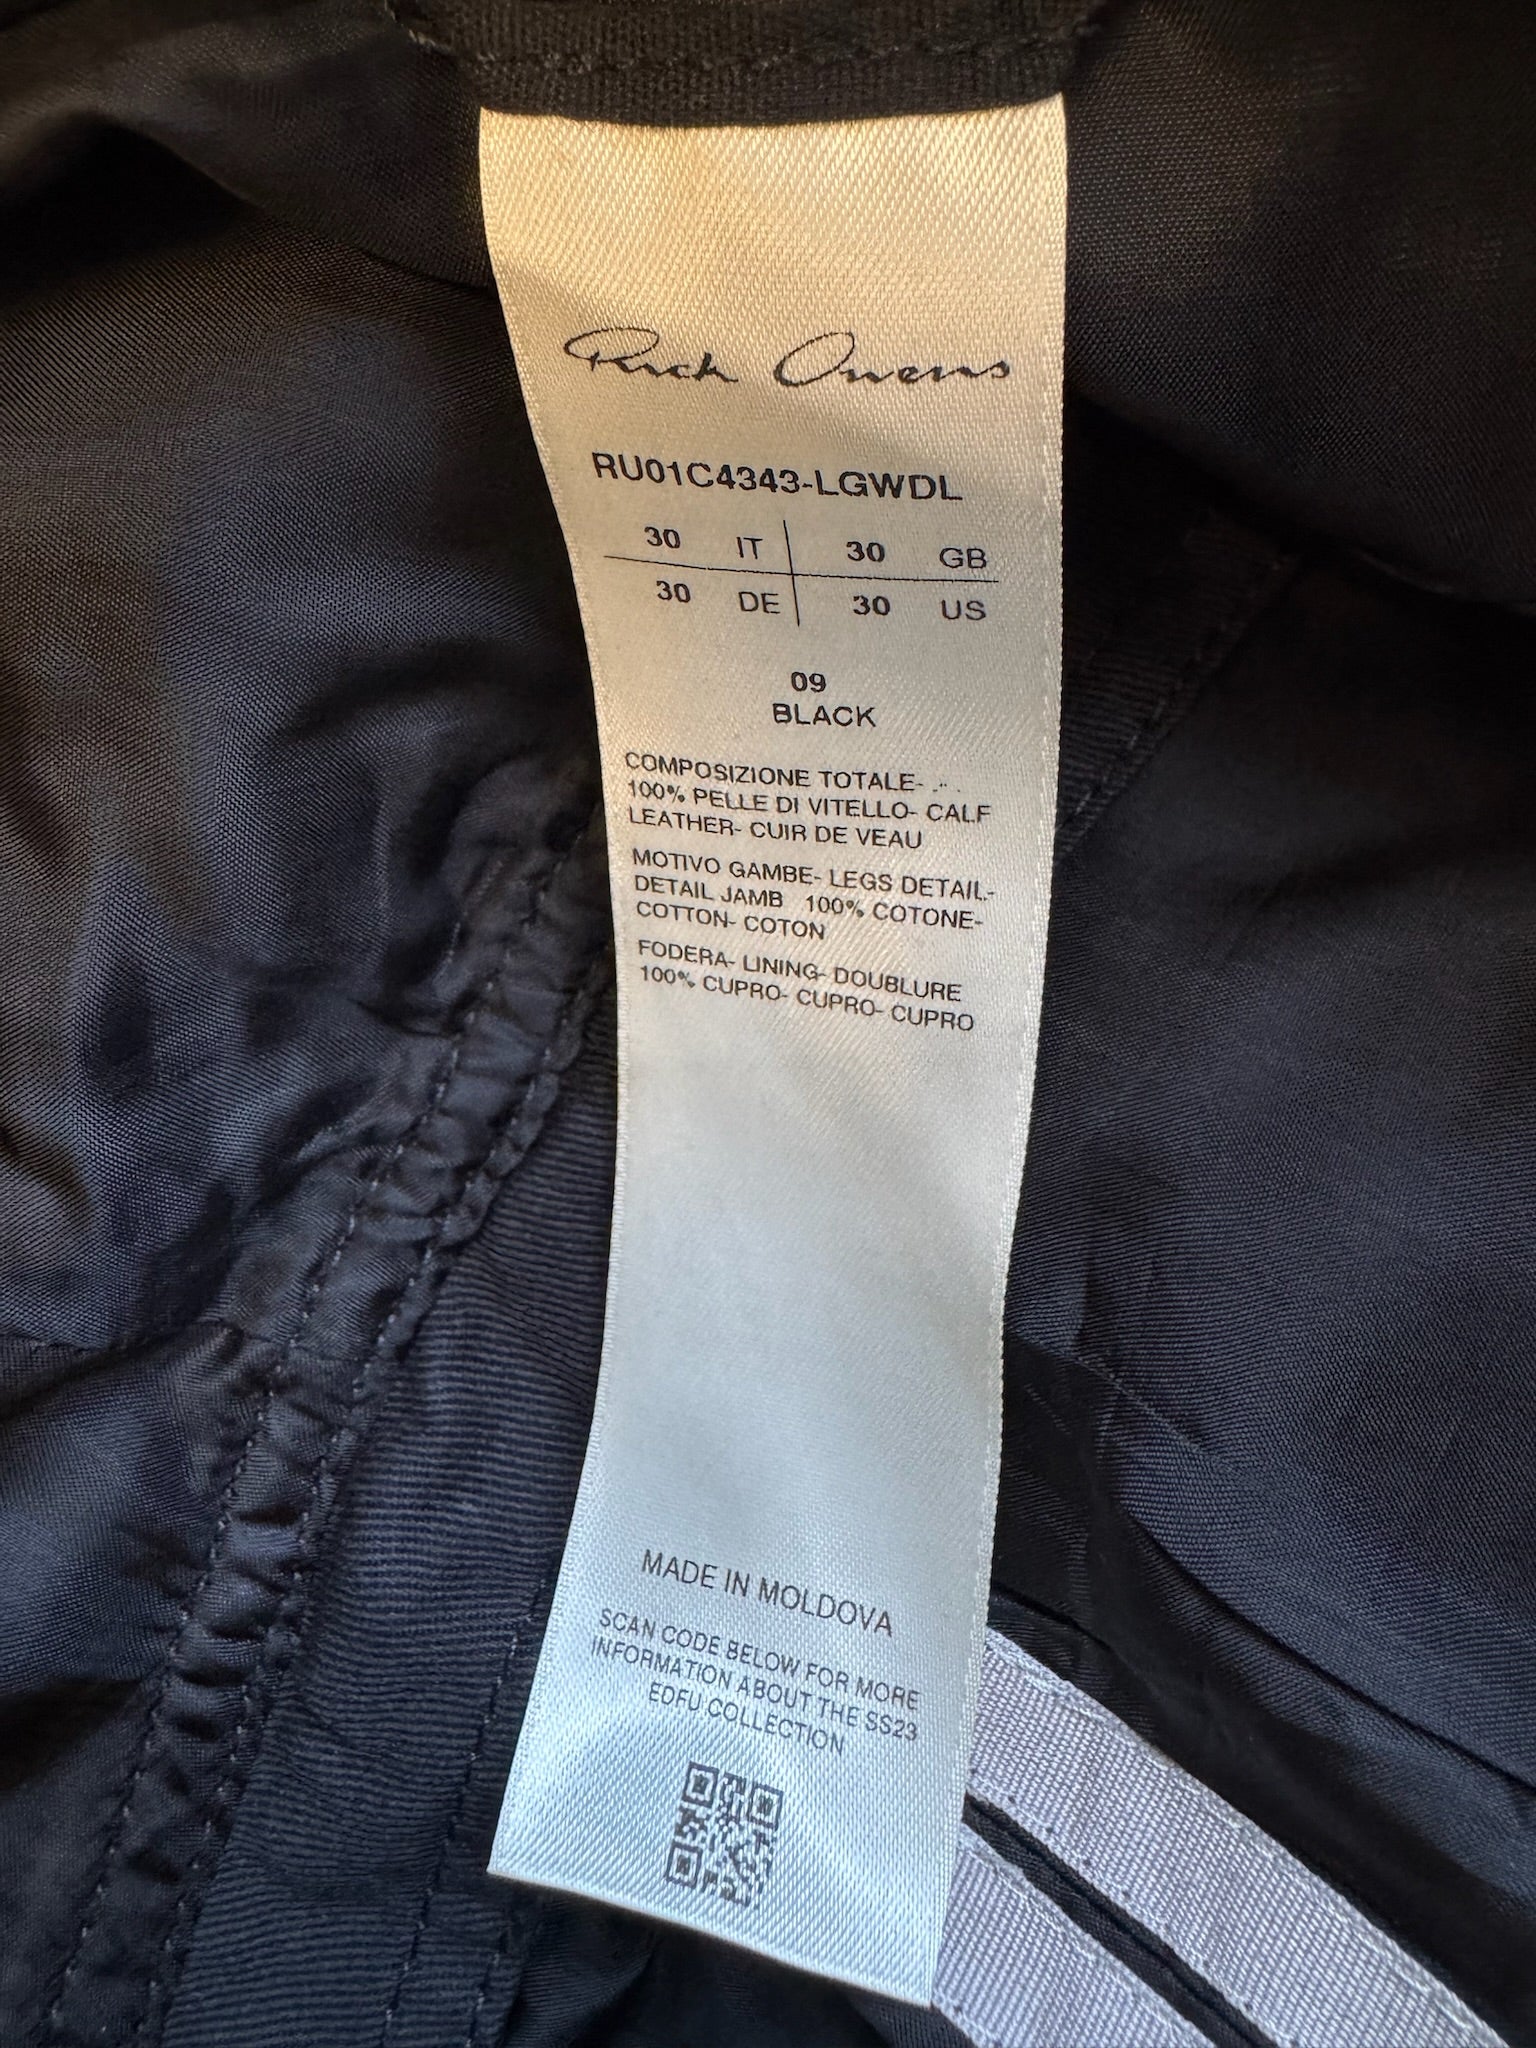 Rick Owens
RU01C4343-LGWDL
30 IT 30 GB
30 DE 30 US
09
BLACK
COMPOSIZIONE TOTALE-
100% PELLE DI VITELLO- CALF
LEATHER- CUIR DE VEAU
MOTIVO GAMBE- LEGS DETAIL-
DETAIL JAMB 100% COTONE-
COTTON- COTON
FODERA- LINING- DOUBLURE
100% CUPRO- CUPRO- CUPRO
MADE IN MOLDOVA
SCAN CODE BELOW FOR MORE
INFORMATION ABOUT THE SS23
EDFU COLLECTION